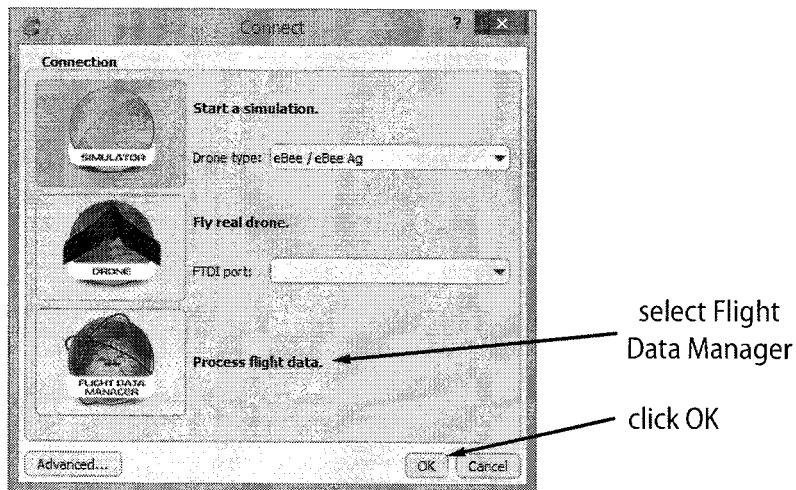 Connect
?
X
Connection
SIMULATOR
Start a simulation.
Drone type: eBee / eBee Ag
DRONE
Fly real drone.
FTDI port:
FLIGHT DATA
MANAGER
Process flight data.
select Flight
Data Manager
click OK
Advanced...
OK
Cancel